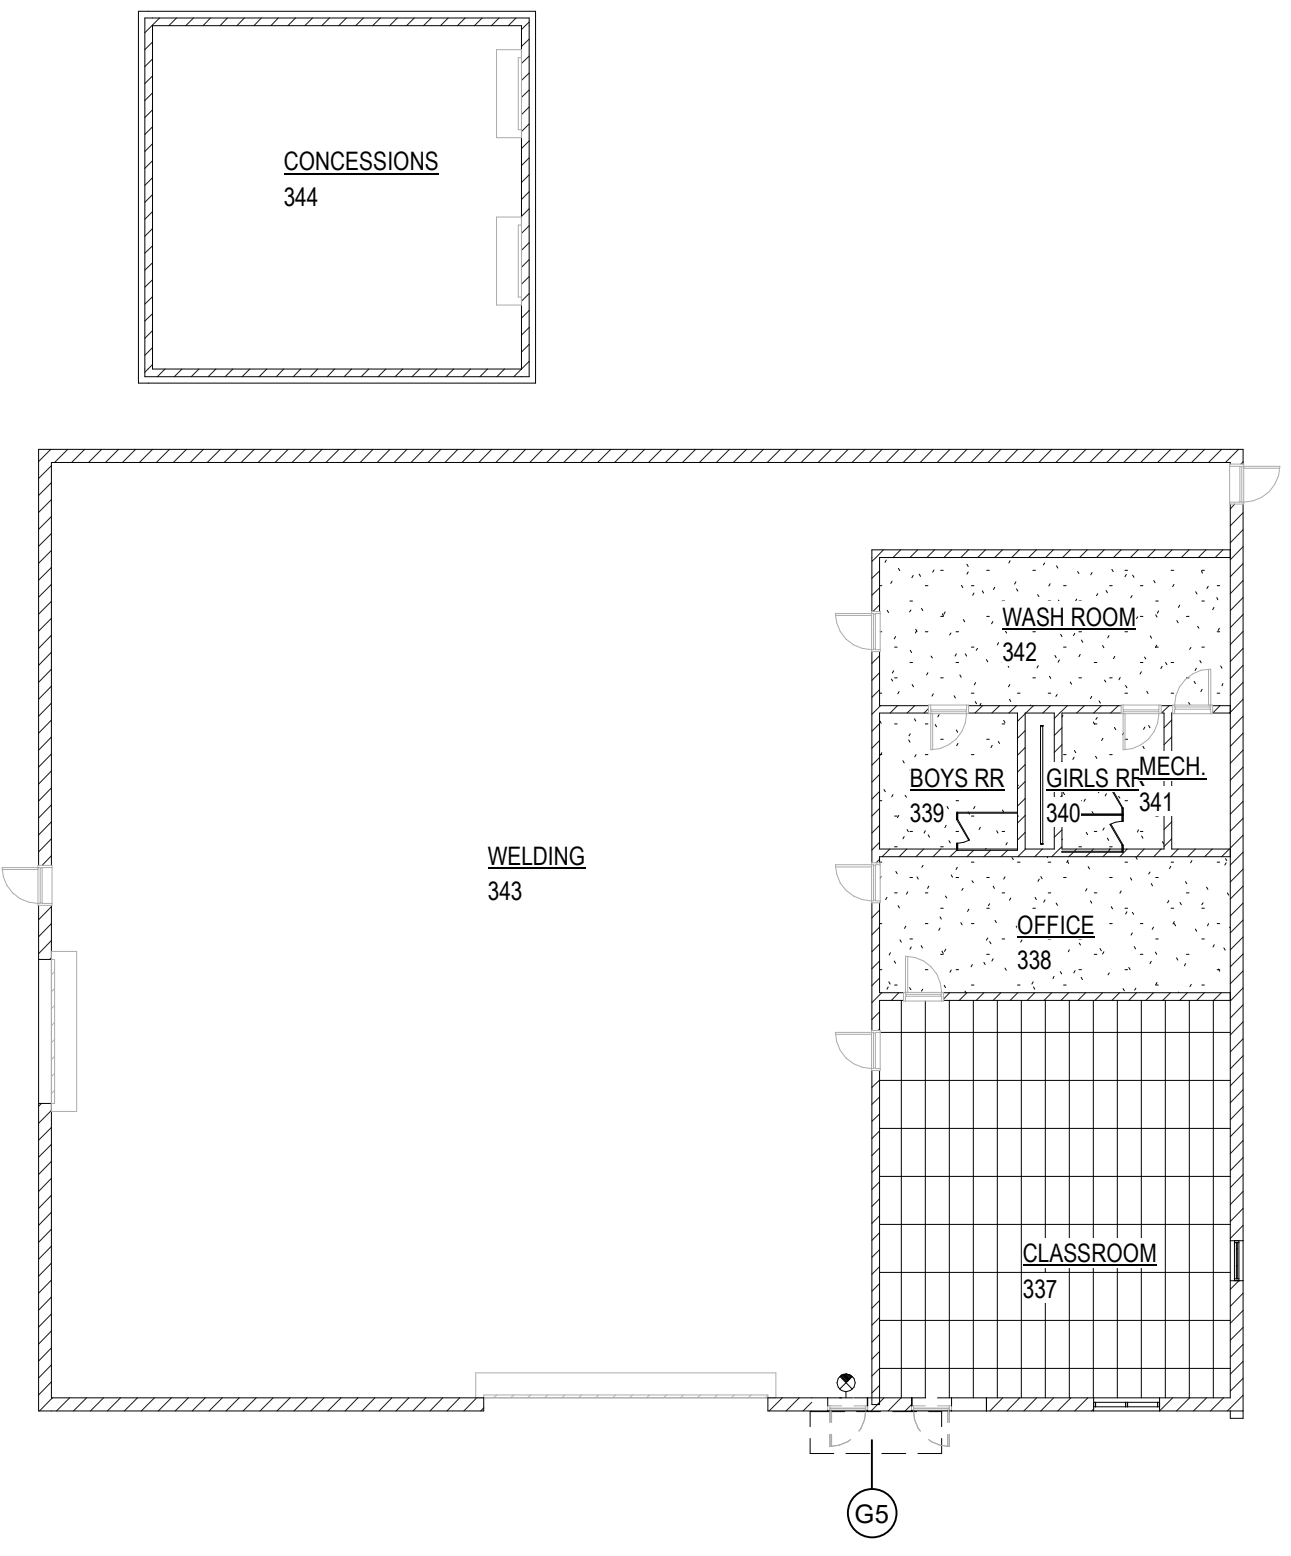 CONCESSIONS
344
WASH ROOM
342
BOYS RR
339
GIRLS RR
340
MECH.
341
WELDING
343
OFFICE
338
CLASSROOM
337
G5